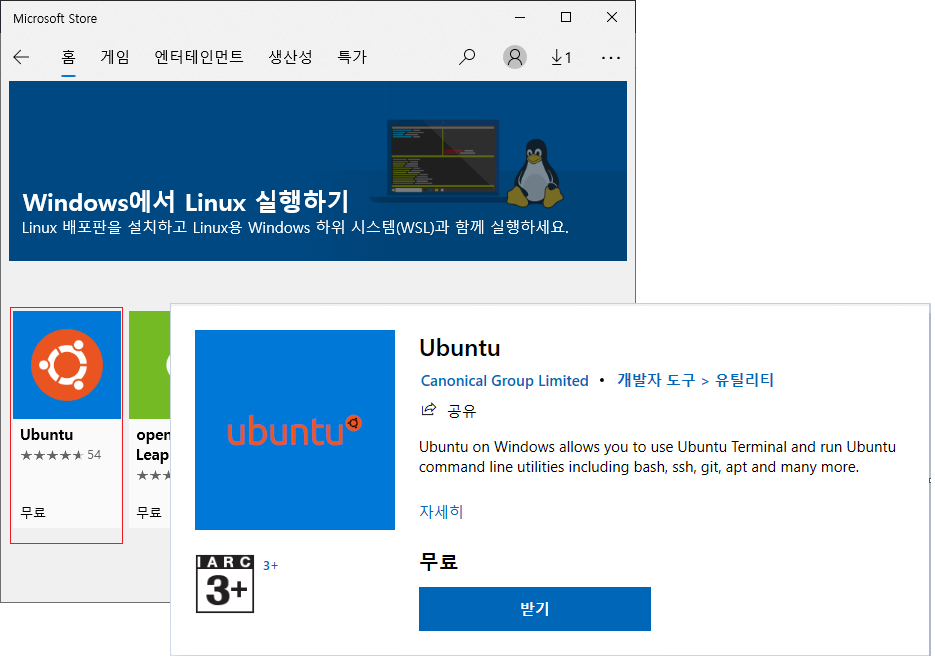 Microsoft Store
홈 게임 엔터테인먼트 생산성 특가
1
Windows에서 Linux 실행하기
Linux 배포판을 설치하고 Linux용 Windows 하위 시스템(WSL)과 함께 실행하세요.
Ubuntu
54
무료
open
Leap
무료
ubuntu
Ubuntu
Canonical Group Limited • 개발자 도구 > 유틸리티
공유
Ubuntu on Windows allows you to use Ubuntu Terminal and run Ubuntu
command line utilities including bash, ssh, git, apt and many more.
자세히
IARC
3+
3+
무료
받기